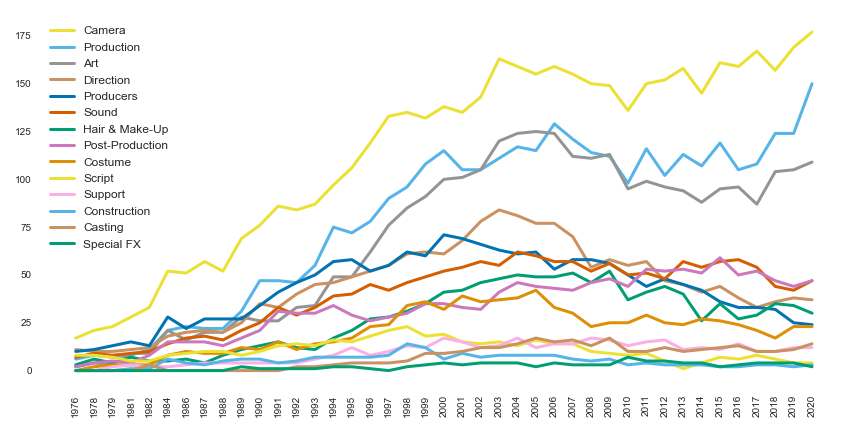 Camera
Production
Art
Direction
Producers
Sound
Hair & Make-Up
Post-Production
Costume
Script
Support
Construction
Casting
Special FX
175
150
125
100
75
50
25
0
1976 1978 1979 1981 1982 1984 1986 1987 1988 1989 1990 1991 1992 1993 1994 1995 1996 1997 1998 1999 2000 2001 2002 2003 2004 2005 2006 2007 2008 2009 2010 2011 2012 2013 2014 2015 2016 2017 2018 2019 2020